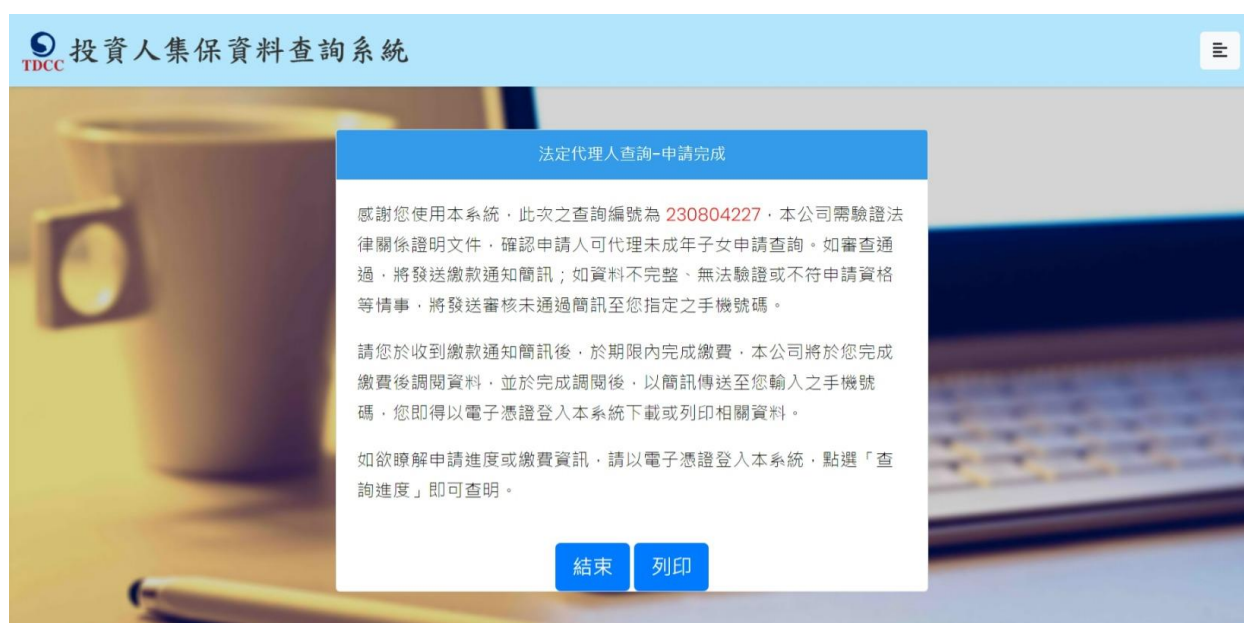 TDCC 投資人集保資料查詢系統
法定代理人查詢-申請完成
感謝您使用本系統，此次之查詢編號為 230804227，本公司需驗證法
律關係證明文件，確認申請人可代理未成年子女申請查詢。如審查通
過，將發送繳款通知簡訊；如資料不完整、無法驗證或不符申請資格
等情事，將發送審核未通過簡訊至您指定之手機號碼。
請您於收到繳款通知簡訊後，於期限內完成繳費，本公司將於您完成
繳費後調閱資料，並於完成調閱後，以簡訊傳送至您輸入之手機號
碼，您即得以電子憑證登入本系統下載或列印相關資料。
如欲瞭解申請進度或繳費資訊，請以電子憑證登入本系統，點選「查
詢進度」即可查明。
結束 列印